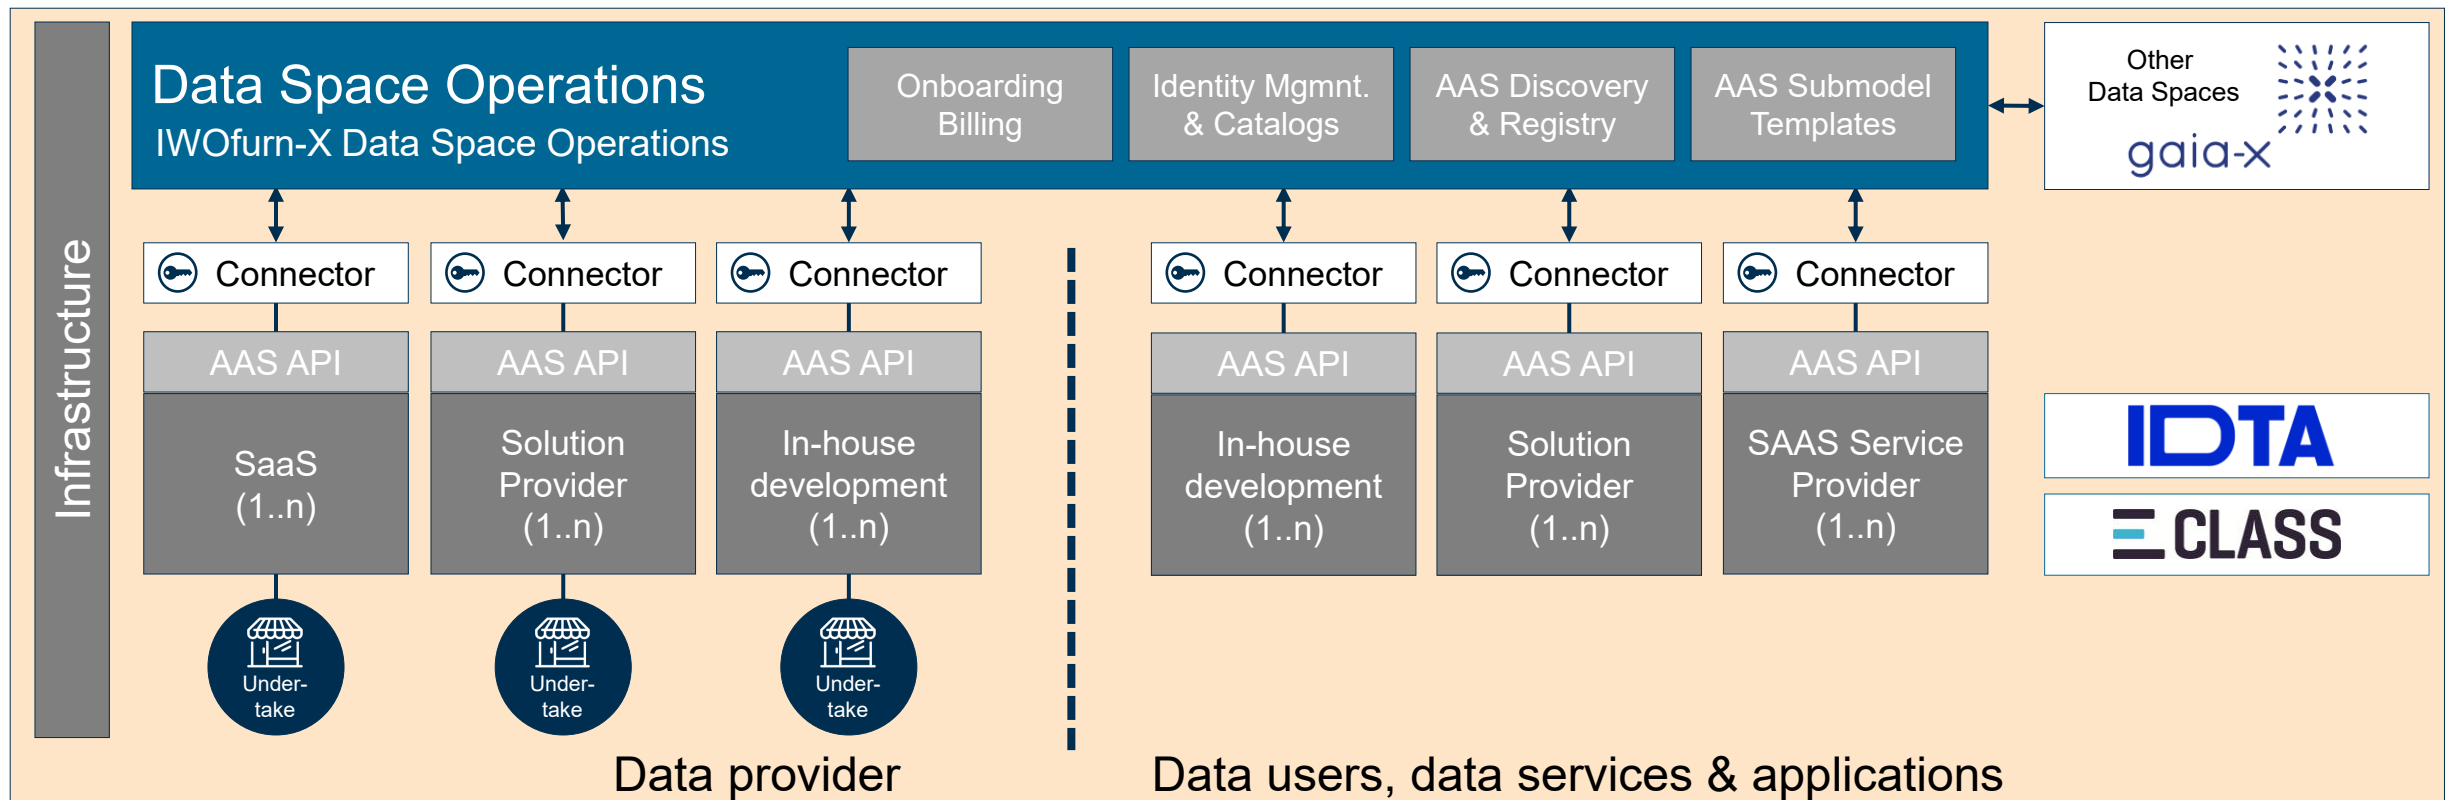 Infrastructure
Data Space Operations
IWOfurn-X Data Space Operations
Onboarding
Billing
Identity Mgmnt.
& Catalogs
AAS Discovery
& Registry
AAS Submodel
Templates
Other
Data Spaces
gaia-x
Connector
Connector
Connector
Connector
Connector
Connector
AAS API
AAS API
AAS API
AAS API
AAS API
AAS API
SaaS
(1..n)
Solution
Provider
(1..n)
In-house
development
(1..n)
In-house
development
(1..n)
Solution
Provider
(1..n)
SAAS Service
Provider
(1..n)
IDTA
ECLASS
Under-
take
Under-
take
Under-
take
Data provider
Data users, data services & applications